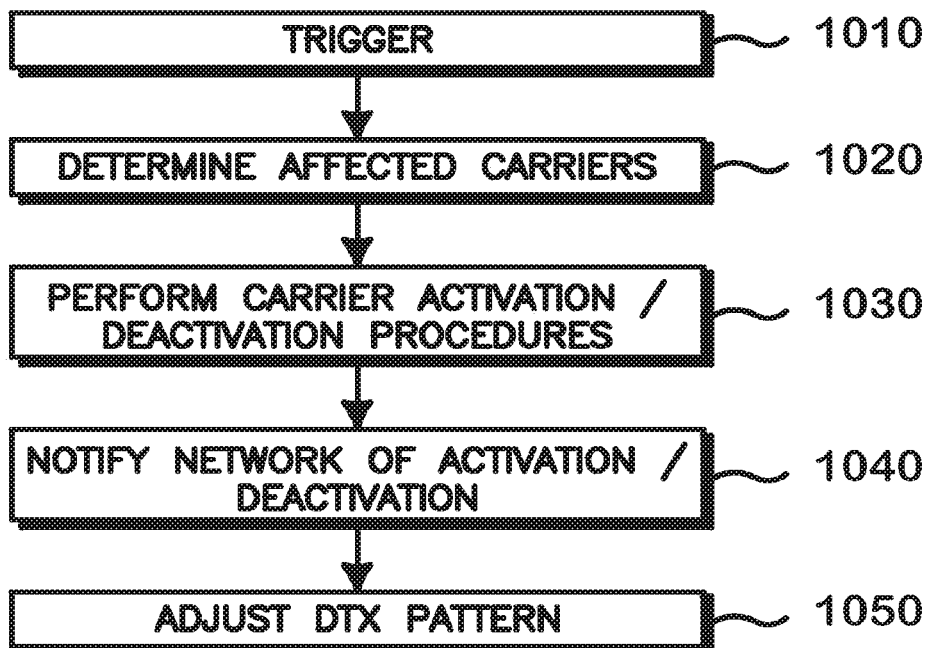 TRIGGER 1010
DETERMINE AFFECTED CARRIERS 1020
PERFORM CARRIER ACTIVATION /
DEACTIVATION PROCEDURES 1030
NOTIFY NETWORK OF ACTIVATION /
DEACTIVATION 1040
ADJUST DTX PATTERN 1050